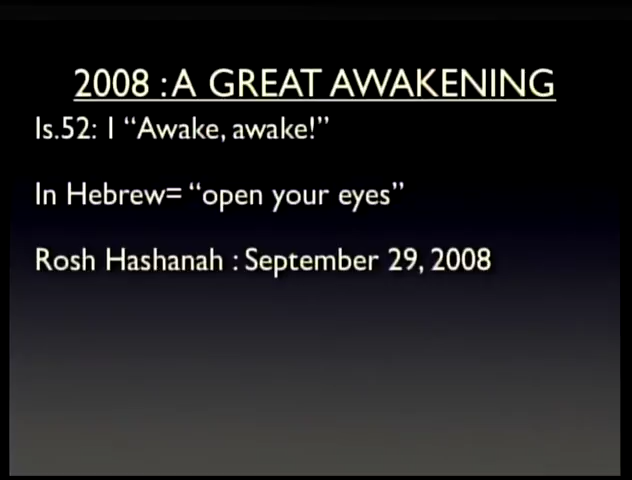 2008 : A GREAT AWAKENING
Is.52: 1 “Awake, awake!”
In Hebrew= “open your eyes”
Rosh Hashanah : September 29, 2008